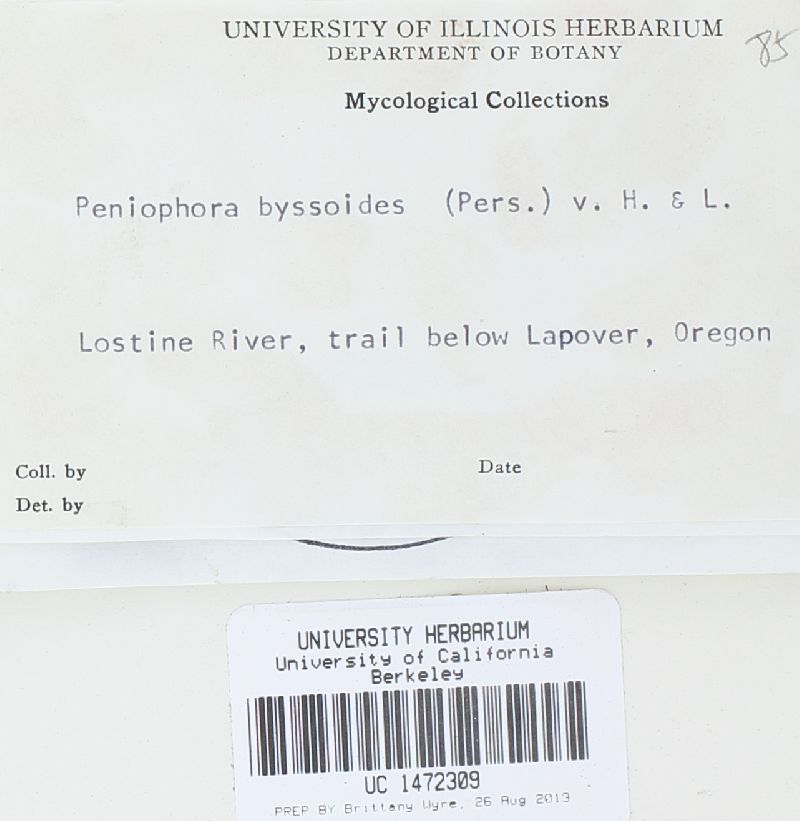 UNIVERSITY OF ILLINOIS HERBARIUM
DEPARTMENT OF BOTANY
85
Mycological Collections
Peniophora byssoides (Pers.) v. H. & L.
Lostine River, trail below Lapover, Oregon
Coll. by
Date
Det. by
UNIVERSITY HERBARIUM
University of California
Berkeley
UC 1472309
PREP BY Brittany Wyre, 26 Aug 2013